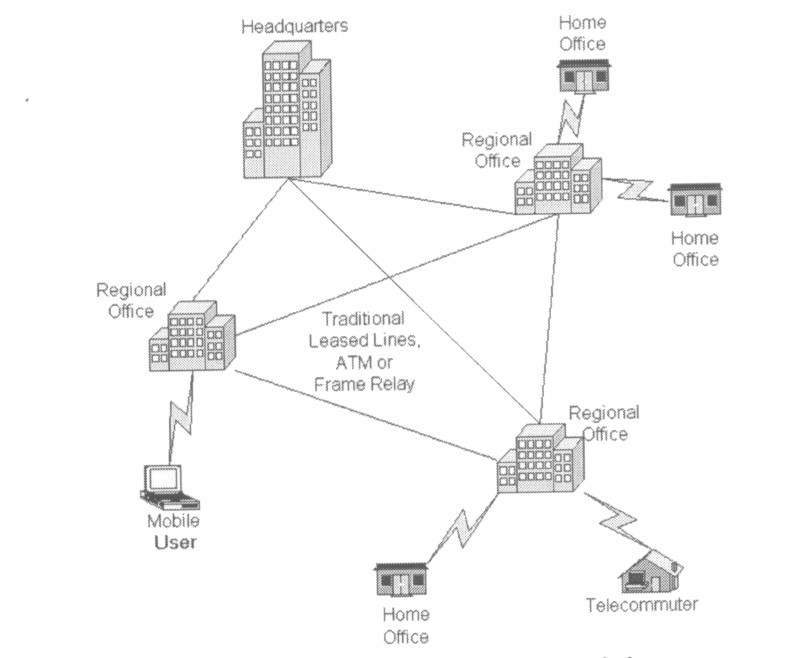 Headquarters
Home
Office
Regional
Office
Home
Office
Regional
Office
Traditional
Leased Lines,
ATM or
Frame Relay
Regional
Office
Mobile
User
Home
Office
Telecommuter